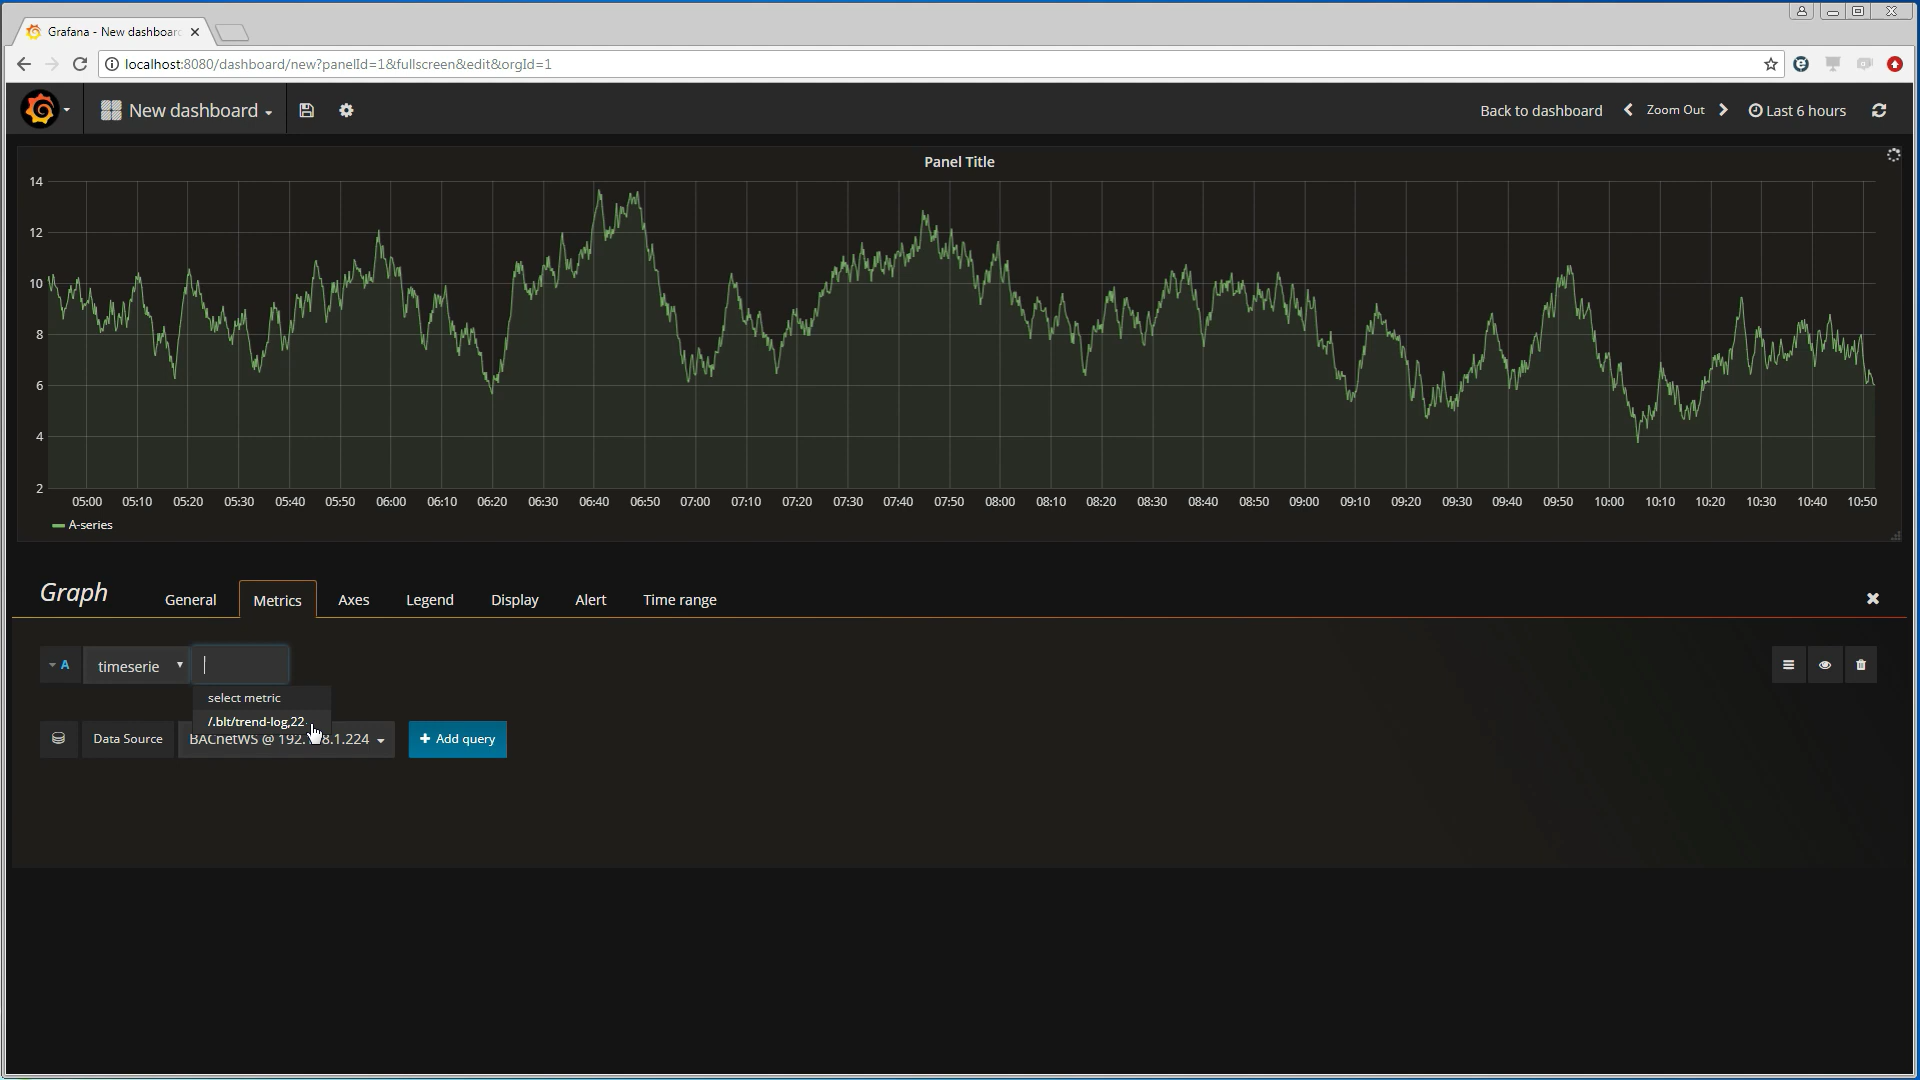 Grafana - New dashboar
localhost:8080/dashboard/new?panelId=1&fullscreen&edit&orgId=1
New dashboard
Back to dashboard
Zoom Out
Last 6 hours
Panel Title
14
12
10
8
6
4
2
05:00 05:10 05:20 05:30 05:40 05:50 06:00 06:10 06:20 06:30 06:40 06:50 07:00 07:10 07:20 07:30 07:40 07:50 08:00 08:10 08:20 08:30 08:40 08:50 09:00 09:10 09:20 09:30 09:40 09:50 10:00 10:10 10:20 10:30 10:40 10:50
A-series
Graph
General
Metrics
Axes
Legend
Display
Alert
Time range
A
timeserie
select metric
/.blt/trend-log,22
Data Source
BACnetWS @ 8.1.224
+ Add query